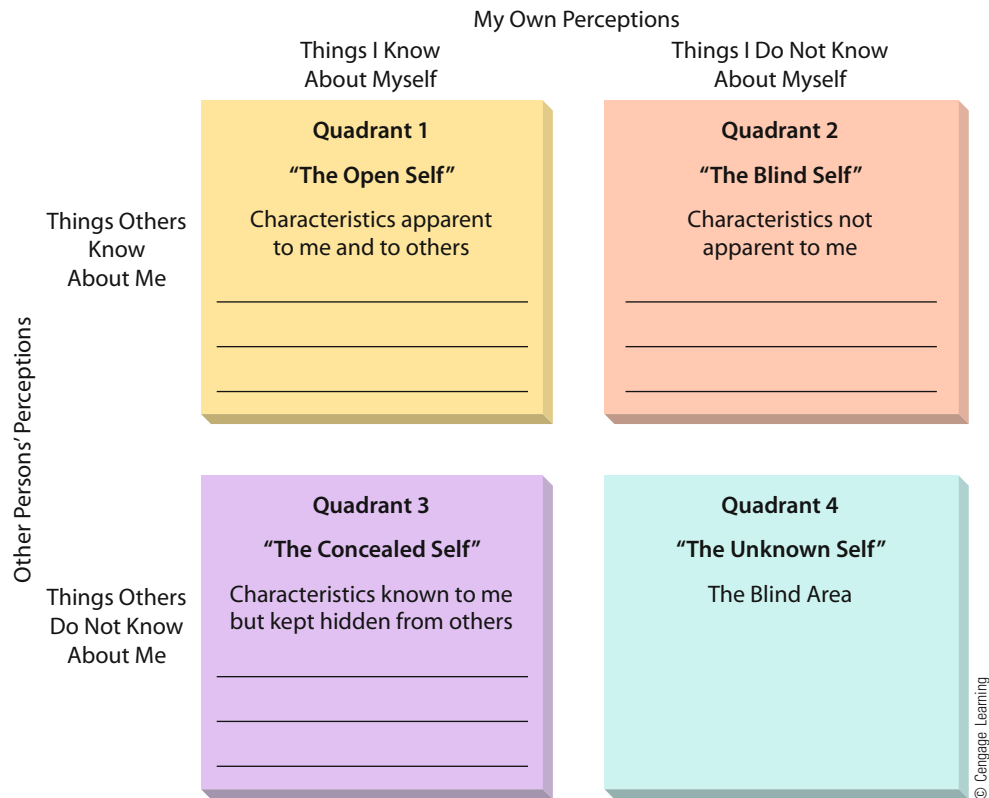 My Own Perceptions
Things I Know
About Myself
Things I Do Not Know
About Myself
Other Persons’ Perceptions
Things Others
Know
About Me
Quadrant 1
“The Open Self”
Characteristics apparent
to me and to others
Quadrant 2
“The Blind Self”
Characteristics not
apparent to me
Things Others
Do Not Know
About Me
Quadrant 3
“The Concealed Self”
Characteristics known to me
but kept hidden from others
Quadrant 4
“The Unknown Self”
The Blind Area
© Cengage Learning